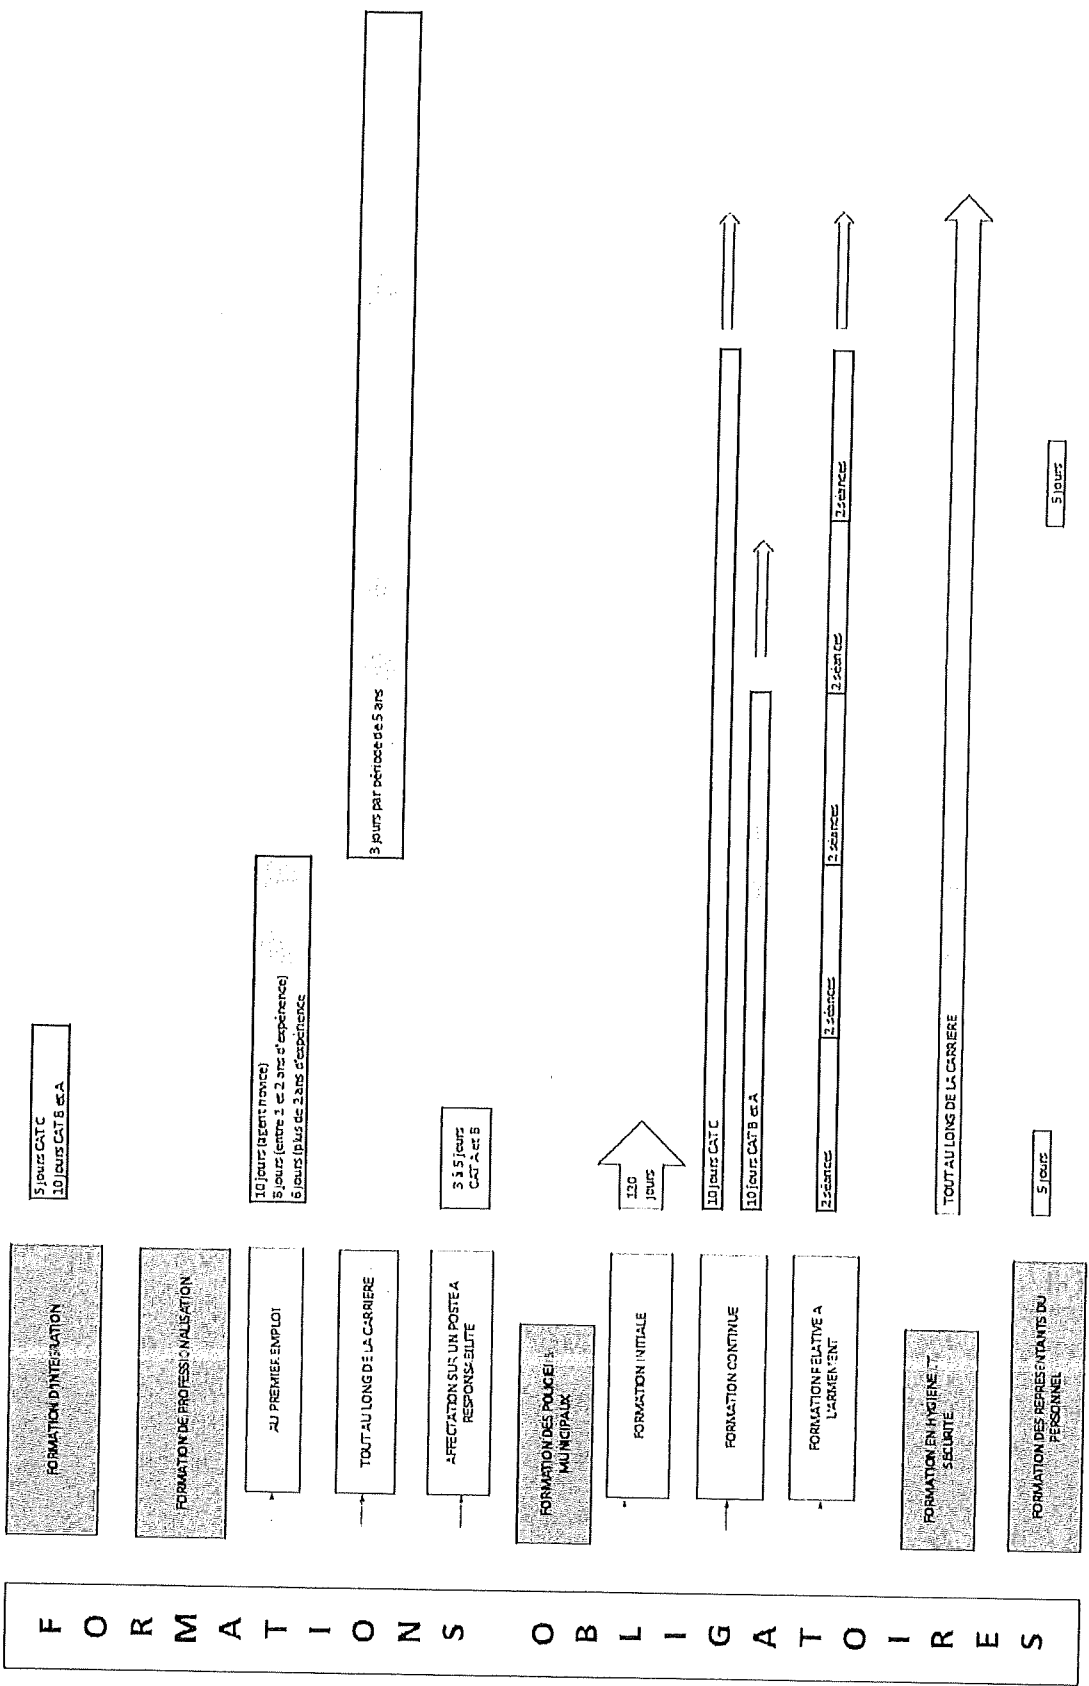 FORMATIONS OBLIGATOIRES
FORMATION D'INTEGRATION
5 jours CAT C
10 jours CAT B et A
FORMATION DE PROFESSIONNALISATION
AU PREMIER EMPLOI
10 jours (agent novice)
jours (entre et 2 ans d'expérience)
jours (plus de 2 ans d'expérience
TOUT AU LONG DE LA CARRIERE
3 jours par période de 5 ans
AFFECTATION SUR UN POSTE A
RESPONSABILITE
3 à 5 jours
CAT A et B
FORMATION DES POLICIERS
MUNICIPAUX
FORMATION INITIALE
jours
FORMATION CONTINUE
10 jours CAT C
10 jours CAT B et A
FORMATION RELATIVE A
L'ARMEMENT
2 séances
2 séances
2 séances
2 séances
2 séances
FORMATION EN HYGIENE ET
SECURITE
TOUT AU LONG DE LA CARRIERE
FORMATION DES REPRESENTANTS DU
PERSONNEL
5 jours
5 jours